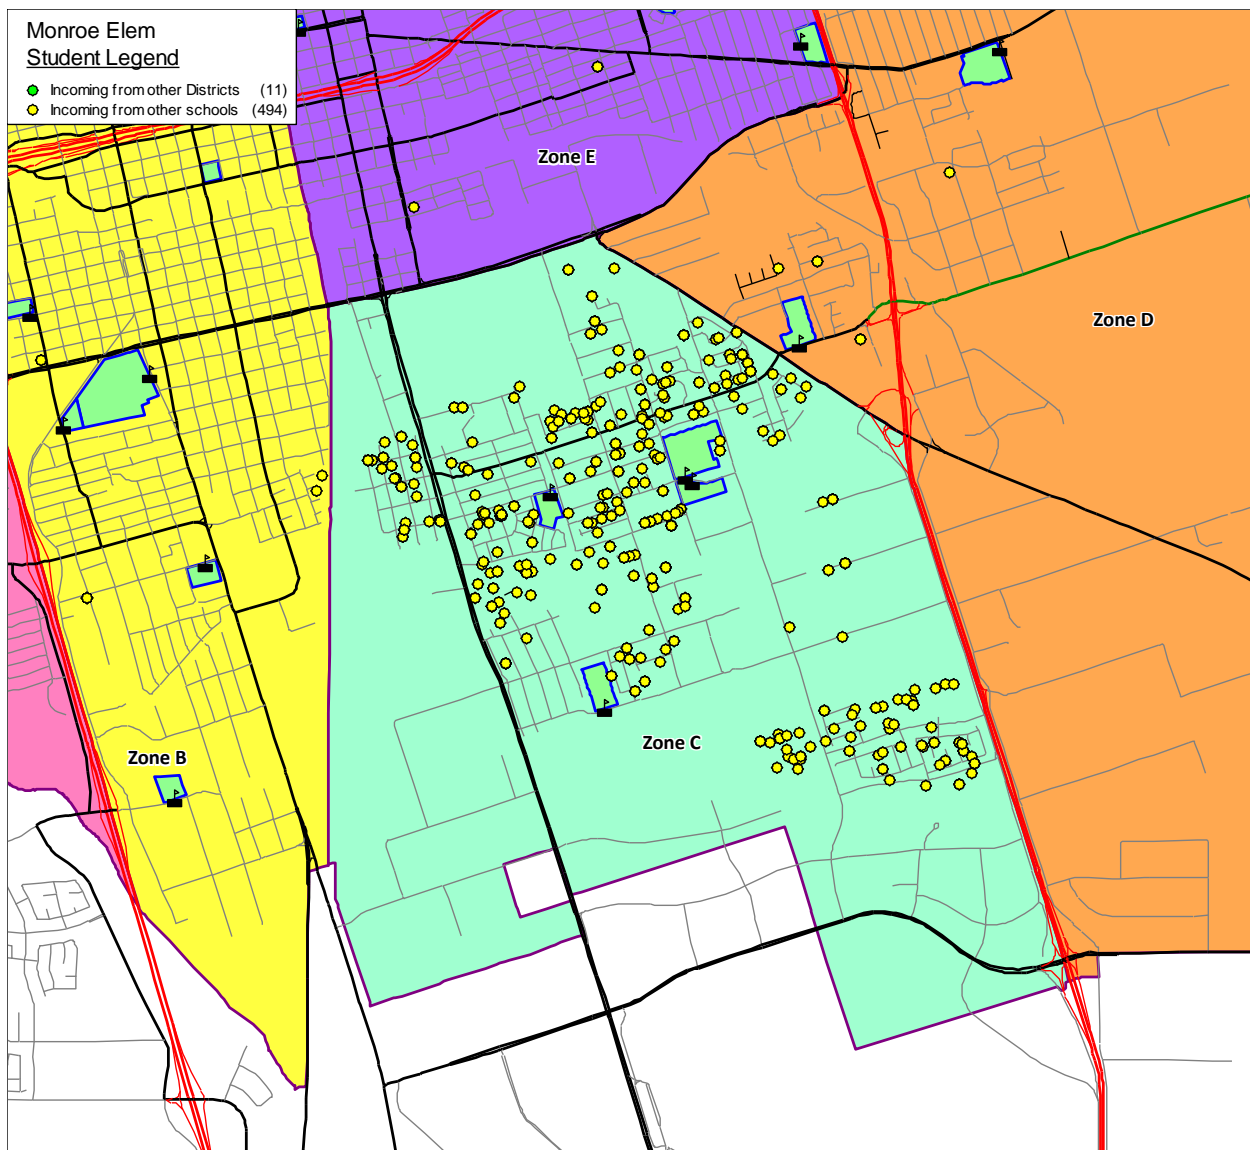 Monroe Elem
Student Legend
Incoming from other Districts (11)
Incoming from other schools (494)
Zone E
Zone D
Zone C
Zone B